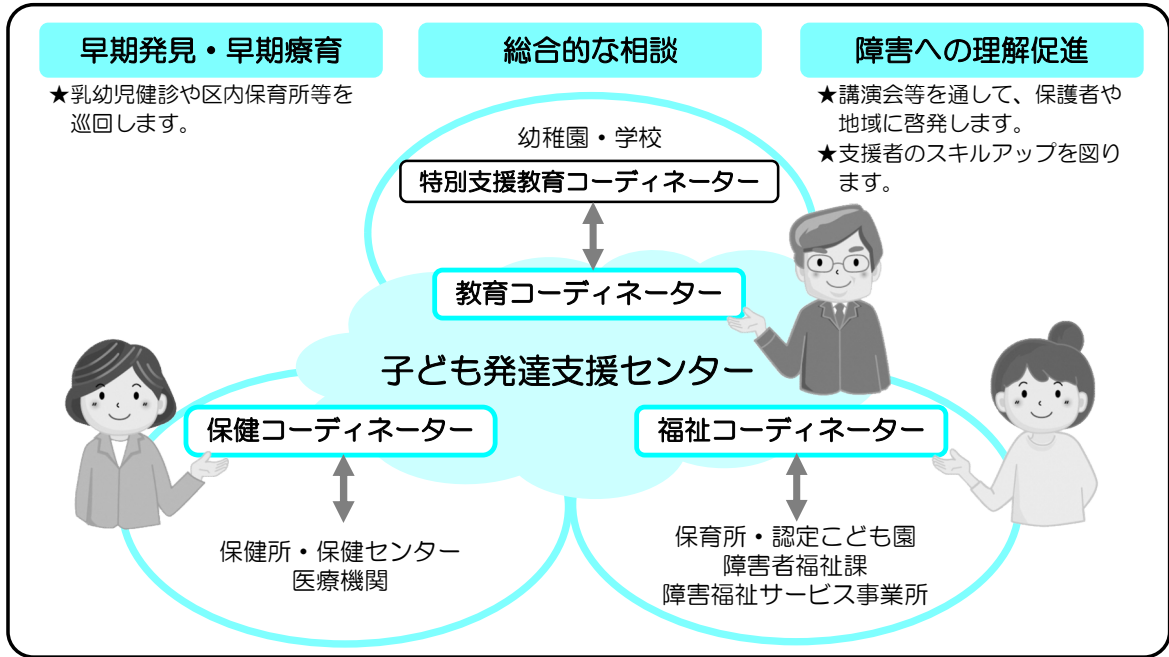 早期発見・早期療育
★乳幼児健診や区内保育所等を
巡回します。
総合的な相談
障害への理解促進
★講演会等を通して、保護者や
地域に啓発します。
★支援者のスキルアップを図り
ます。
幼稚園・学校
特別支援教育コーディネーター
教育コーディネーター
子ども発達支援センター
保健コーディネーター
福祉コーディネーター
保健所・保健センター
医療機関
保育所・認定こども園
障害者福祉課
障害福祉サービス事業所